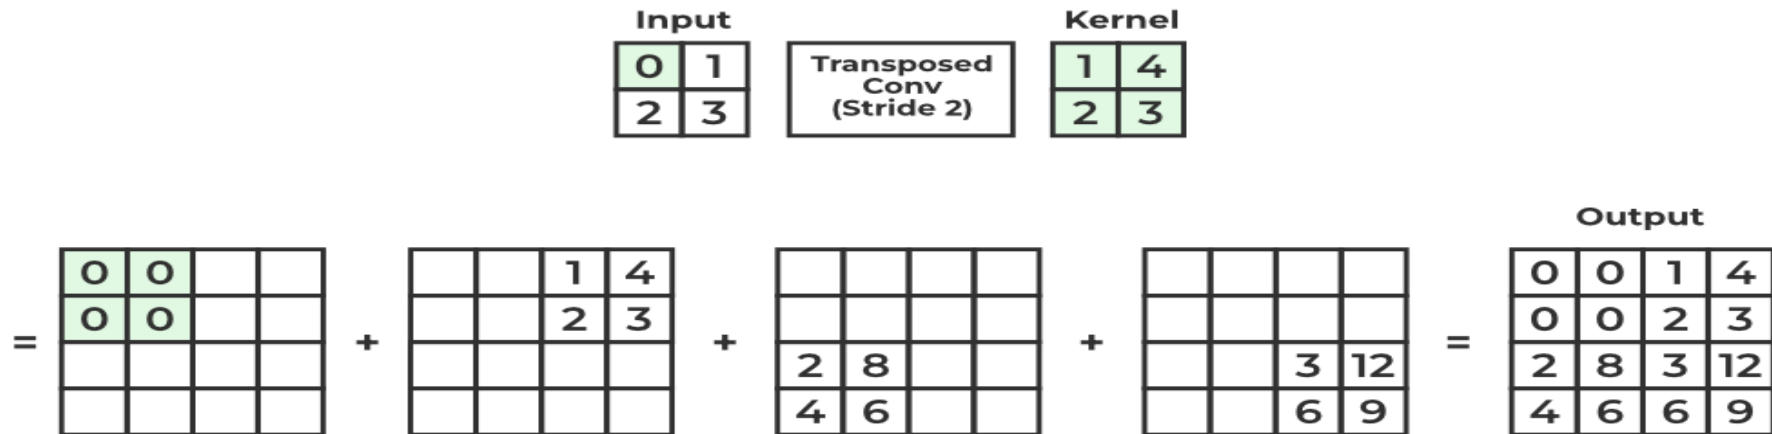 Input Kernel
0 1 Transposed 1 4
Conv
2 3 (Stride 2) 2 3
Output
0 0 1 4 0 0 1 4
0 0 2 3 0 0 2 3
= + + + =
2 8 3 12 2 8 3 12
4 6 6 9 4 6 6 9